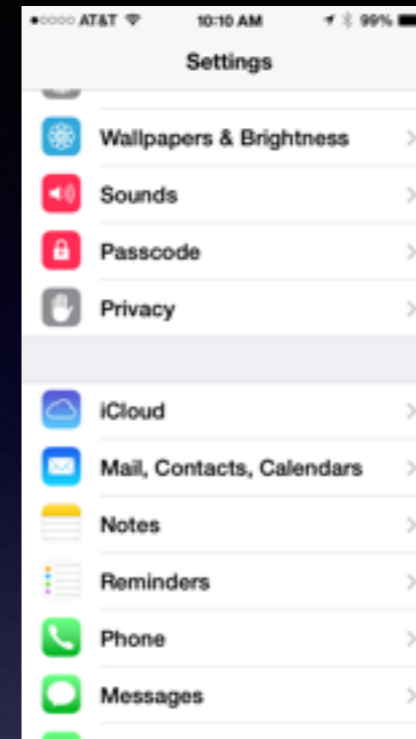 AT&T 10:10 AM 99%
Settings
Wallpapers & Brightness
Sounds
Passcode
Privacy
iCloud
Mail, Contacts, Calendars
Notes
Reminders
Phone
Messages